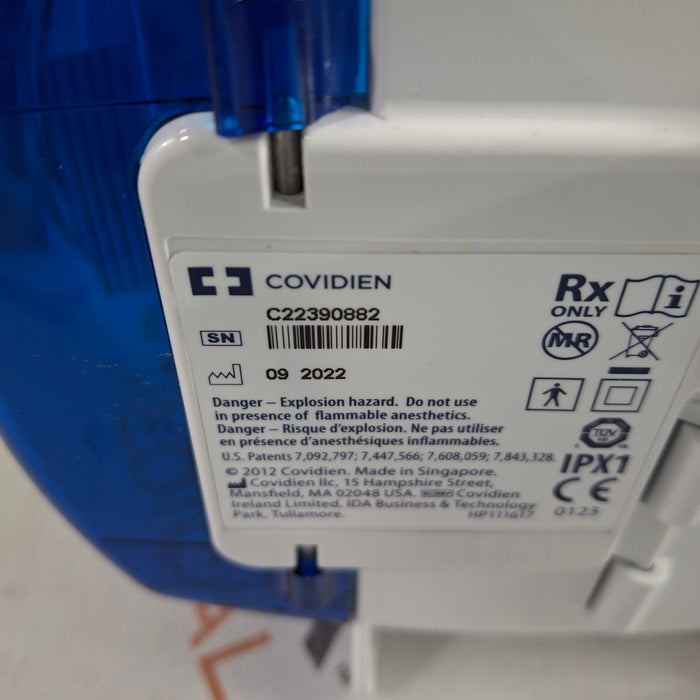 COVIDIEN
Rx
ONLY
i
C22390882
SN
MR
09 2022
Danger – Explosion hazard. Do not use
in presence of flammable anesthetics.
Danger – Risque d'explosion. Ne pas utiliser
en présence d'anesthésiques inflammables.
TÜV
U.S. Patents 7,092,797; 7,447,566; 7,608,059; 7,843,328.
IPX1
© 2012 Covidien. Made in Singapore.
Covidien llc, 15 Hampshire Street,
Mansfield, MA 02048 USA. Covidien
Ireland Limited, IDA Business & Technology
Park, Tullamore.
HP111617
CE
0123
AL